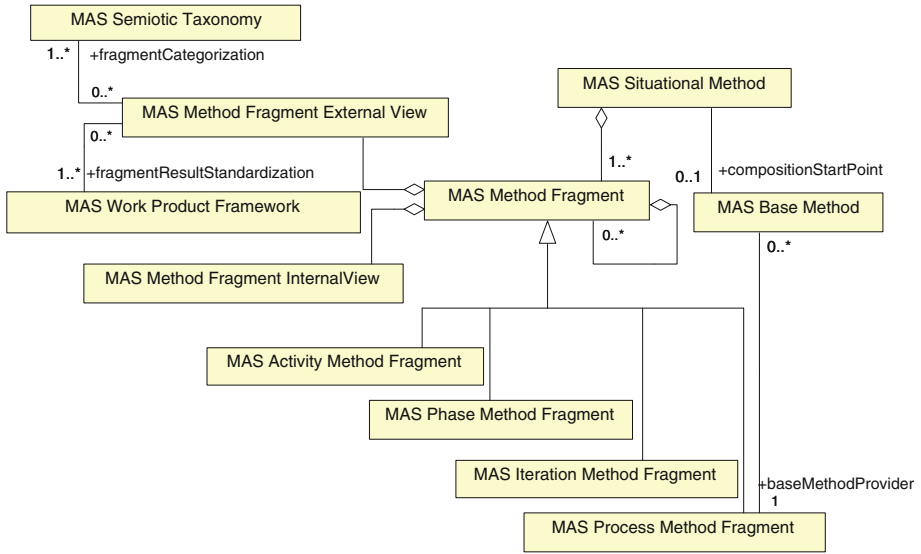 MAS Semiotic Taxonomy
1..*
+fragmentCategorization
0..*
MAS Method Fragment External View
0..*
1..*
+fragmentResultStandardization
MAS Work Product Framework
MAS Situational Method
1..*
0..1
+compositionStartPoint
MAS Method Fragment
MAS Base Method
0..*
0..*
MAS Method Fragment InternalView
MAS Activity Method Fragment
MAS Phase Method Fragment
MAS Iteration Method Fragment
+baseMethodProvider
1
MAS Process Method Fragment